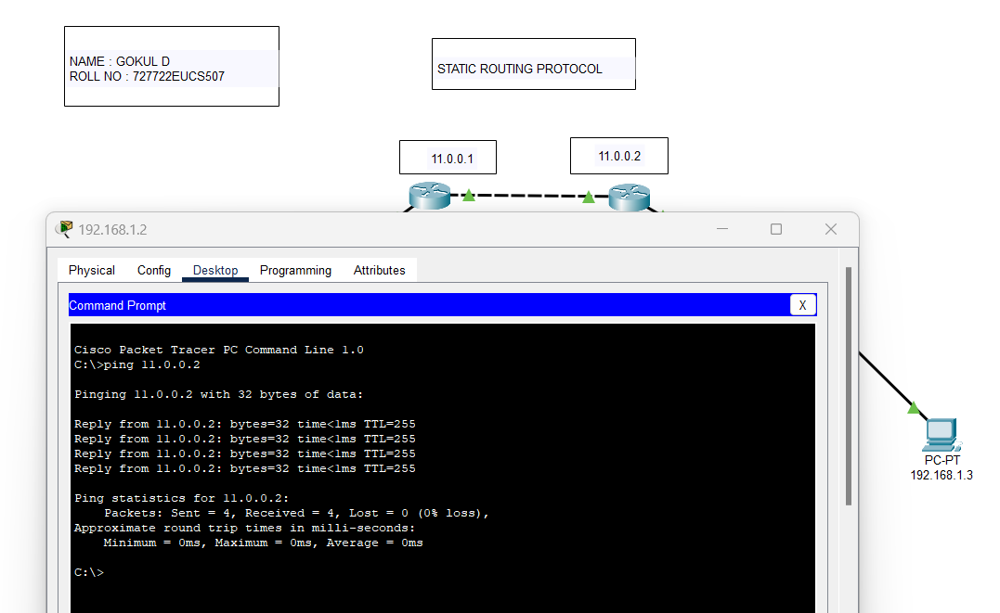 NAME : GOKUL D
ROLL NO : 727722EUCS507
STATIC ROUTING PROTOCOL
11.0.0.1
11.0.0.2
192.168.1.2
Physical Config Desktop Programming Attributes
Command Prompt
X
Cisco Packet Tracer PC Command Line 1.0
C:\>ping 11.0.0.2
Pinging 11.0.0.2 with 32 bytes of data:
Reply from 11.0.0.2: bytes=32 time<1ms TTL=255
Reply from 11.0.0.2: bytes=32 time<1ms TTL=255
Reply from 11.0.0.2: bytes=32 time<1ms TTL=255
Reply from 11.0.0.2: bytes=32 time<1ms TTL=255
Ping statistics for 11.0.0.2:
Packets: Sent = 4, Received = 4, Lost = 0 (0% loss),
Approximate round trip times in milli-seconds:
Minimum = 0ms, Maximum = 0ms, Average = 0ms
C:\>
PC-PT
192.168.1.3